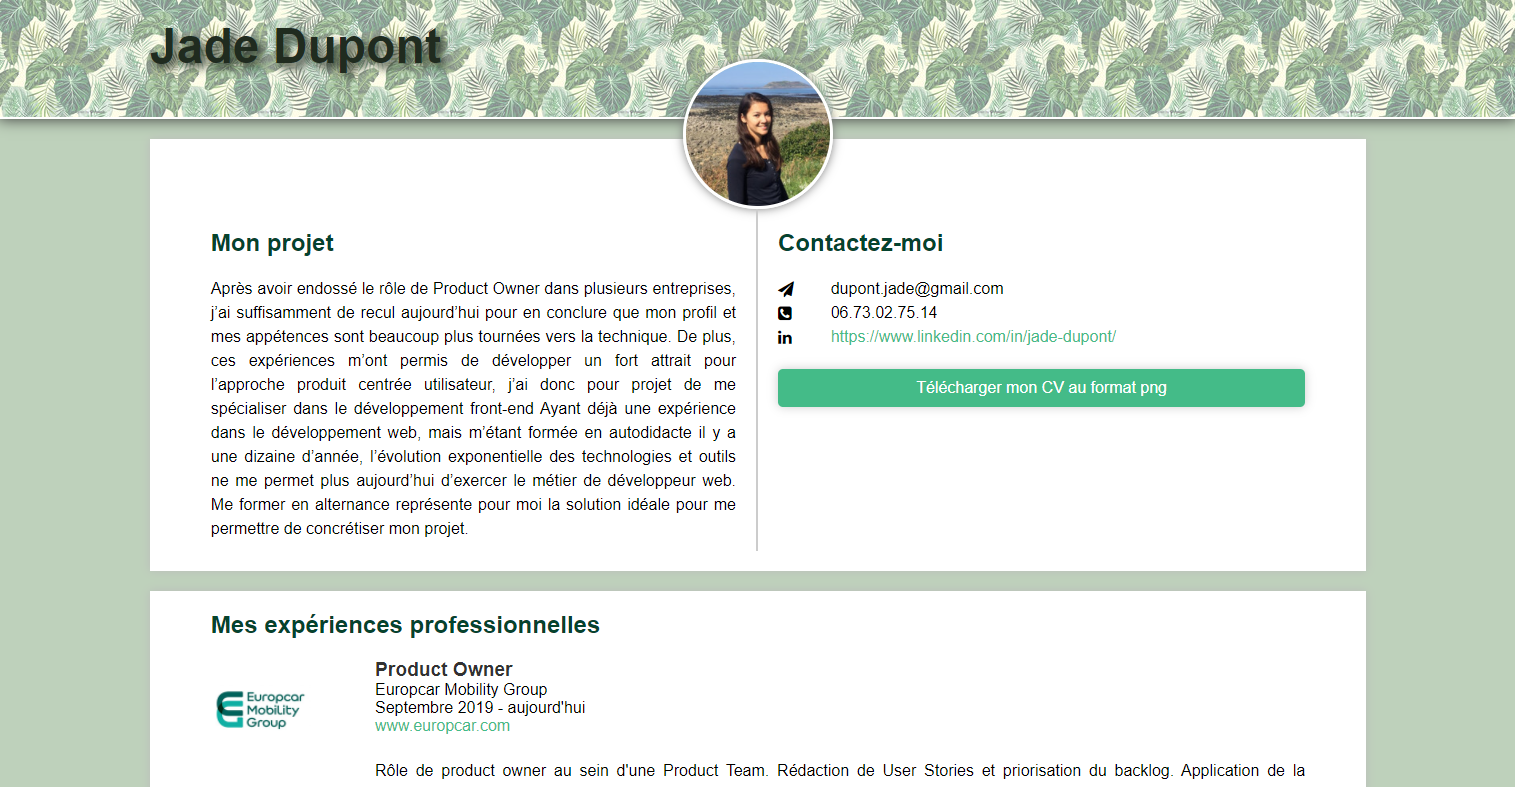 Jade Dupont
Mon projet
Après avoir endossé le rôle de Product Owner dans plusieurs entreprises,
j’ai suffisamment de recul aujourd’hui pour en conclure que mon profil et
mes appétences sont beaucoup plus tournées vers la technique. De plus,
ces expériences m’ont permis de développer un fort attrait pour
l’approche produit centrée utilisateur, j’ai donc pour projet de me
spécialiser dans le développement front-end Ayant déjà une expérience
dans le développement web, mais m’étant formée en autodidacte il y a
une dizaine d’année, l’évolution exponentielle des technologies et outils
ne me permet plus aujourd’hui d’exercer le métier de développeur web.
Me former en alternance représente pour moi la solution idéale pour me
permettre de concrétiser mon projet.
Contactez-moi
dupont.jade@gmail.com
06.73.02.75.14
in
https://www.linkedin.com/in/jade-dupont/
Télécharger mon CV au format png
Mes expériences professionnelles
Europcar
Mobility
Group
Product Owner
Europcar Mobility Group
Septembre 2019 - aujourd'hui
www.europcar.com
Rôle de product owner au sein d'une Product Team. Rédaction de User Stories et priorisation du backlog. Application de la